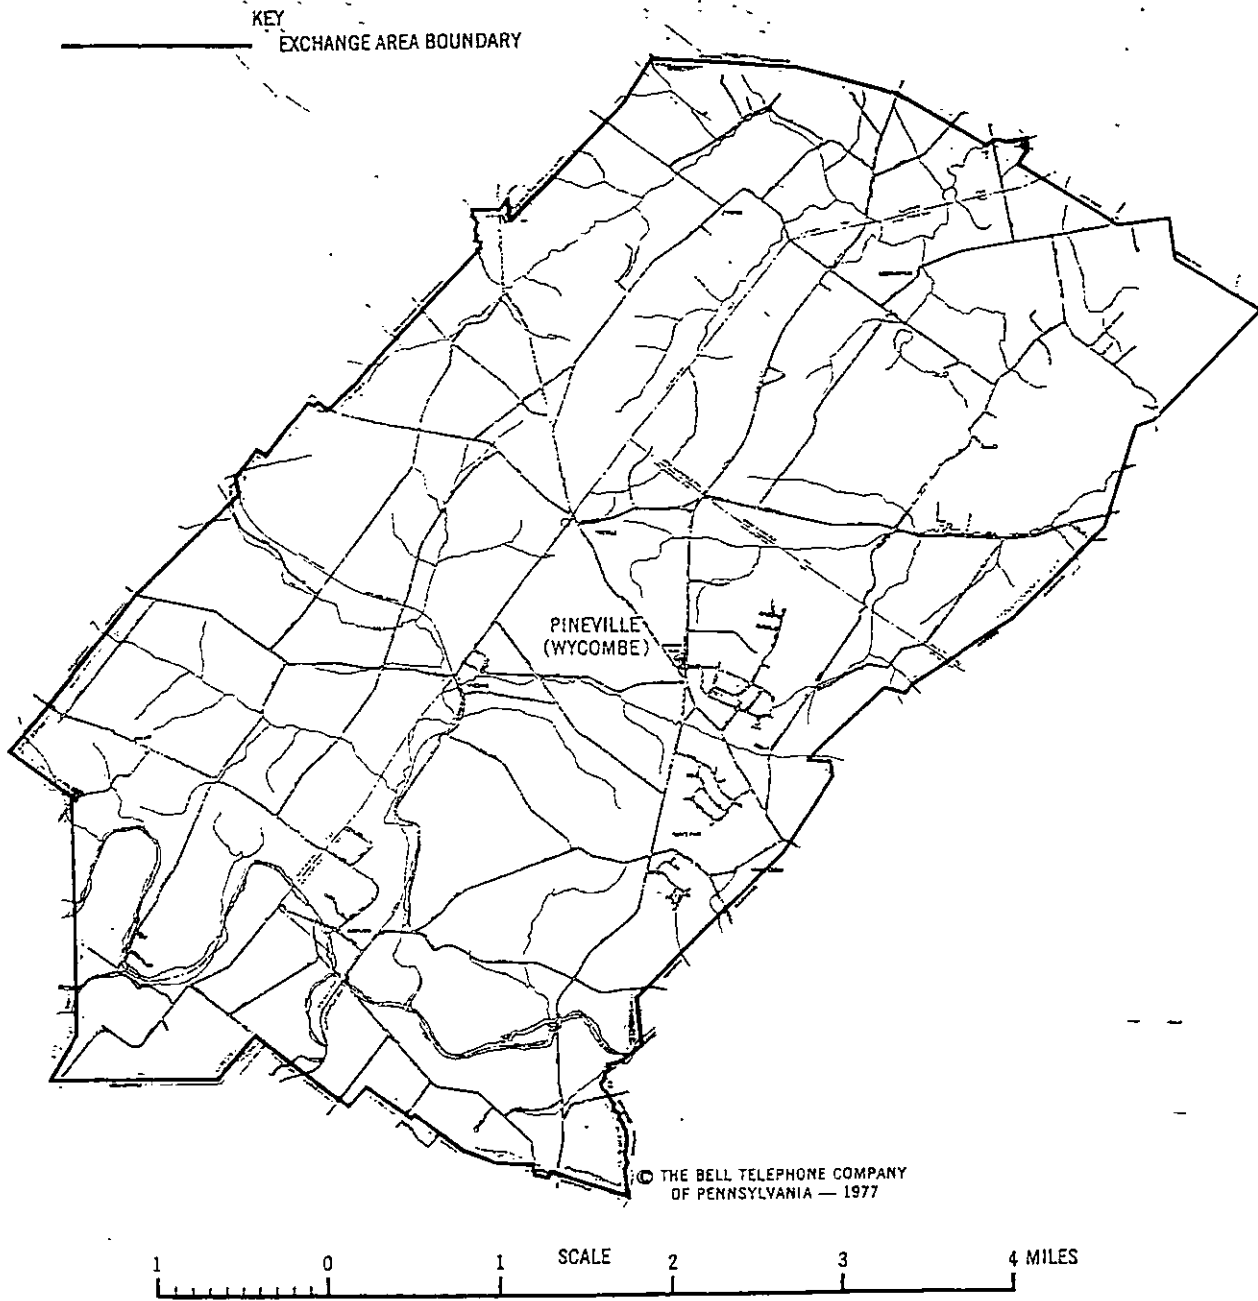 KEY
EXCHANGE AREA BOUNDARY
PINEVILLE
(WYCOMBE)
© THE BELL TELEPHONE COMPANY
OF PENNSYLVANIA — 1977
1 0 1 SCALE 2 3 4 MILES